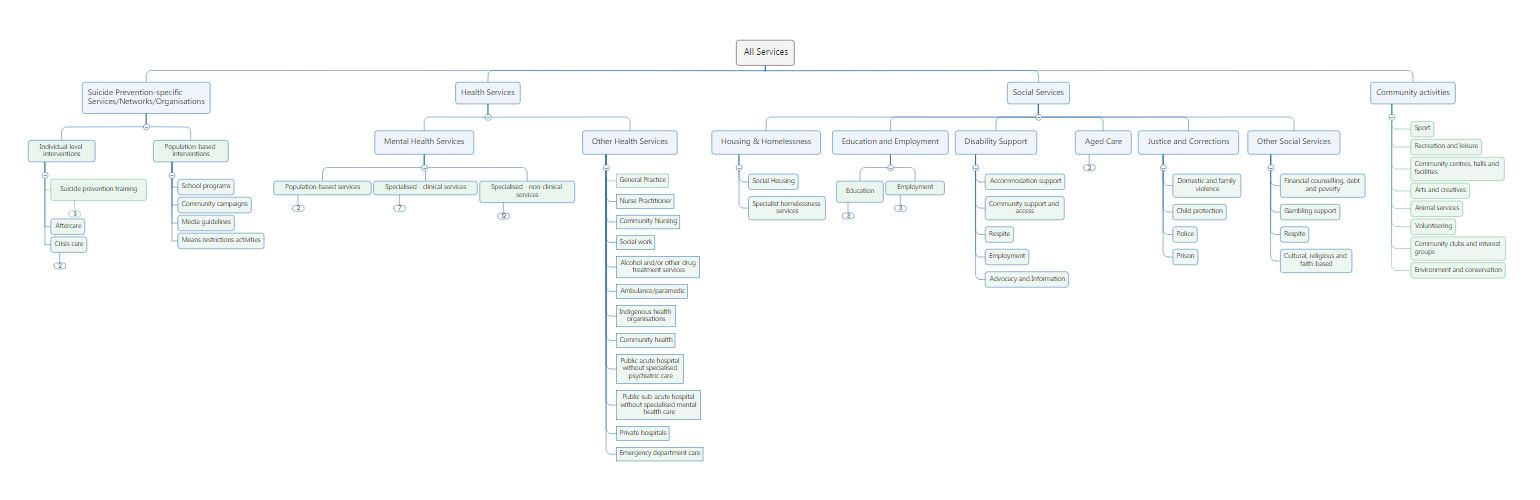 All Services
Suicide Prevention-specific
Services/Networks/Organisations
Individual level
interventions
Suicide prevention training
3
Aftercare
Crisis care
2
Population-based
interventions
School programs
Community campaigns
Media guidelines
Means restrictions activities
Health Services
Mental Health Services
Population-based services
2
Specialised - clinical services
7
Specialised - non-clinical
services
Other Health Services
General Practice
Nurse Practitioner
Community Nursing
Social work
Alcohol and/or other drug
treatment services
Ambulance/paramedic
Indigenous health
organisations
Community health
Public acute hospital
without specialised
psychiatric care
Public sub-acute hospital
without specialised mental
health care
Private hospitals
Emergency department care
Social Services
Housing & Homelessness
Social Housing
Specialist homelessness
services
Education and Employment
Education
3
Employment
3
Disability Support
Accommodation support
Community support and
access
Respite
Employment
Advocacy and Information
Aged Care
2
Justice and Corrections
Domestic and family
violence
Child protection
Police
Prison
Other Social Services
Financial counselling, debt
and poverty
Gambling support
Respite
Cultural, religious and
faith-based
Community activities
Sport
Recreation and leisure
Community centres, halls and
facilities
Arts and creatives
Animal services
Volunteering
Community clubs and interest
groups
Environment and conservation